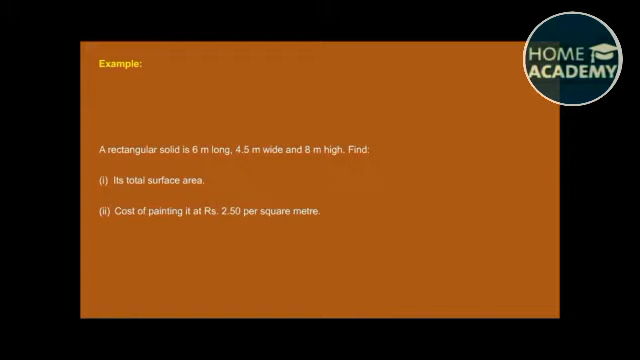 HOME
ACADEMY
Example:
A rectangular solid is 6 m long, 4.5 m wide and 8 m high. Find:
(i) Its total surface area.
(ii) Cost of painting it at Rs. 2.50 per square metre.